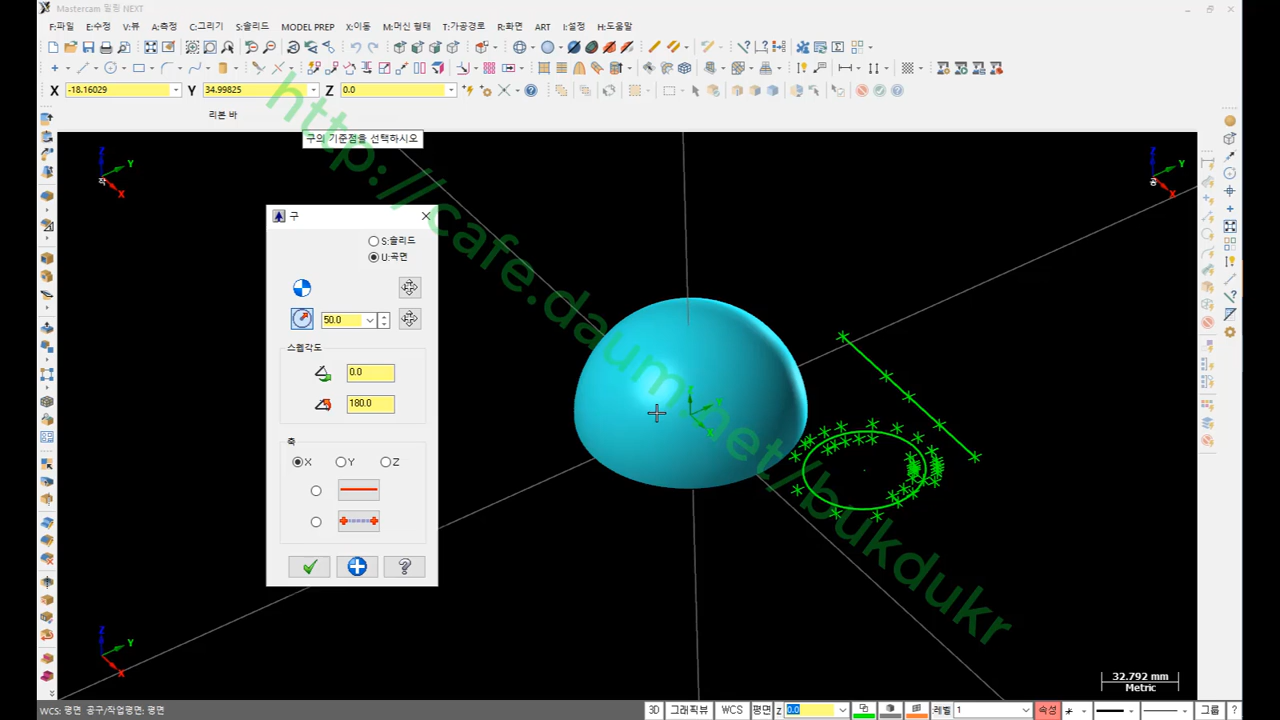 Mastercam 밀링 NEXT
F:파일 E:수정 V:뷰 A:측정 C:그리기 S:솔리드 MODEL PREP X:이동 M:머신 형태 T:가공경로 R:화면 ART I:설정 H:도움말
X -18.16029 Y 34.99825 Z 0.0
리본 바
구의 기준점을 선택하시오
http://cafe.daum.net/bukdukr
Z Y X
Z Y X
구
S:솔리드
U:곡면
50.0
스윕각도
0.0
180.0
축
X Y Z
Z Y X
32.792 mm
Metric
WCS: 평면 공구/작업평면: 평면
3D 그래픽뷰 WCS 평면 Z 0.0 레벨 1 속성 그룹 ?